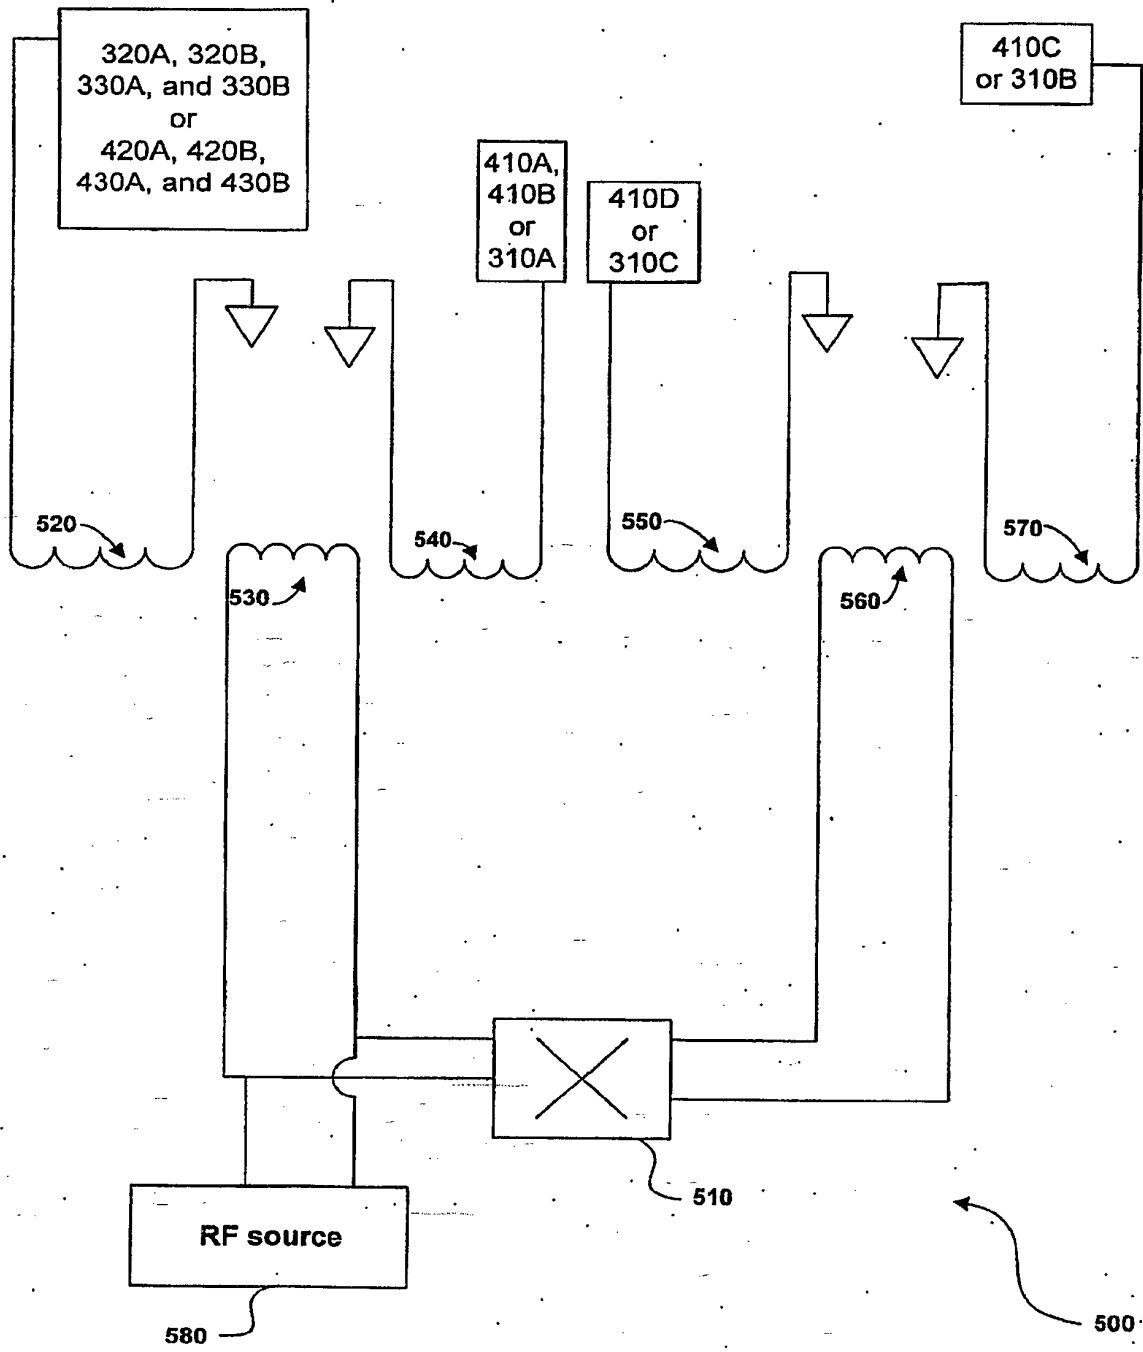 320A, 320B,
330A, and 330B
or
420A, 420B,
430A, and 430B
410C
or 310B
410A,
410B
or
310A
410D
or
310C
520
530
540
550
560
570
510
RF source
580
500